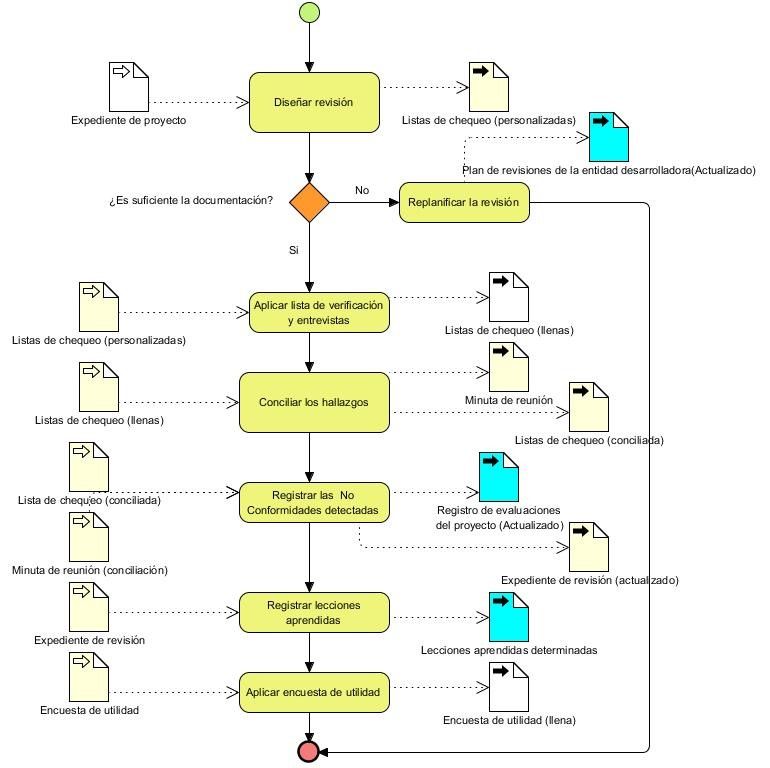 Diseñar revisión
Expediente de proyecto
Listas de chequeo (personalizadas)
Plan de revisiones de la entidad desarrolladora(Actualizado)
¿Es suficiente la documentación?
No
Replanificar la revisión
Si
Aplicar lista de verificación
y entrevistas
Listas de chequeo (personalizadas)
Listas de chequeo (llenas)
Conciliar los hallazgos
Listas de chequeo (llenas)
Minuta de reunión
Listas de chequeo (conciliada)
Lista de chequeo (conciliada)
Registrar las No
Conformidades detectadas
Registro de evaluaciones
del proyecto (Actualizado)
Minuta de reunión (conciliación)
Expediente de revisión (actualizado)
Registrar lecciones
aprendidas
Expediente de revisión
Lecciones aprendidas determinadas
Aplicar encuesta de utilidad
Encuesta de utilidad
Encuesta de utilidad (llena)